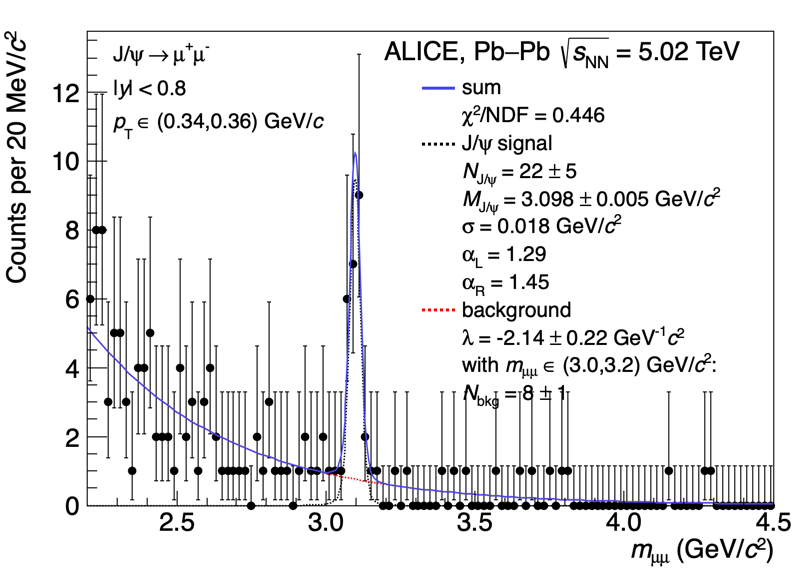 Counts per 20 MeV/c²
12
10
8
6
4
2
0
J/ψ → μ⁺μ⁻
|y| < 0.8
p_T ∈ (0.34,0.36) GeV/c
ALICE, Pb–Pb √s_NN = 5.02 TeV
sum
χ²/NDF = 0.446
J/ψ signal
N_J/ψ = 22 ± 5
M_J/ψ = 3.098 ± 0.005 GeV/c²
σ = 0.018 GeV/c²
α_L = 1.29
α_R = 1.45
background
λ = -2.14 ± 0.22 GeV⁻¹c²
with m_μμ ∈ (3.0,3.2) GeV/c²:
N_bkg = 8 ± 1
2.5 3.0 3.5 4.0 4.5
m_μμ (GeV/c²)